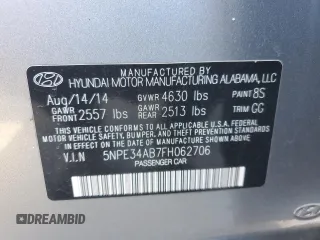 HYUNDAI
MANUFACTURED BY
HYUNDAI MOTOR MANUFACTURING ALABAMA, LLC
Aug/14/14 GVWR 4630 lbs PAINT 8S
GAWR FRONT 2557 lbs GAWR REAR 2513 lbs TRIM GG
THIS VEHICLE CONFORMS TO ALL APPLICABLE U.S.A. FEDERAL
MOTOR VEHICLE SAFETY, BUMPER, AND THEFT PREVENTION
STANDARDS IN EFFECT ON THE DATE OF MANUFACTURE SHOWN ABOVE.
V.I.N 5NPE34AB7FH062706
PASSENGER CAR
DREAMBID